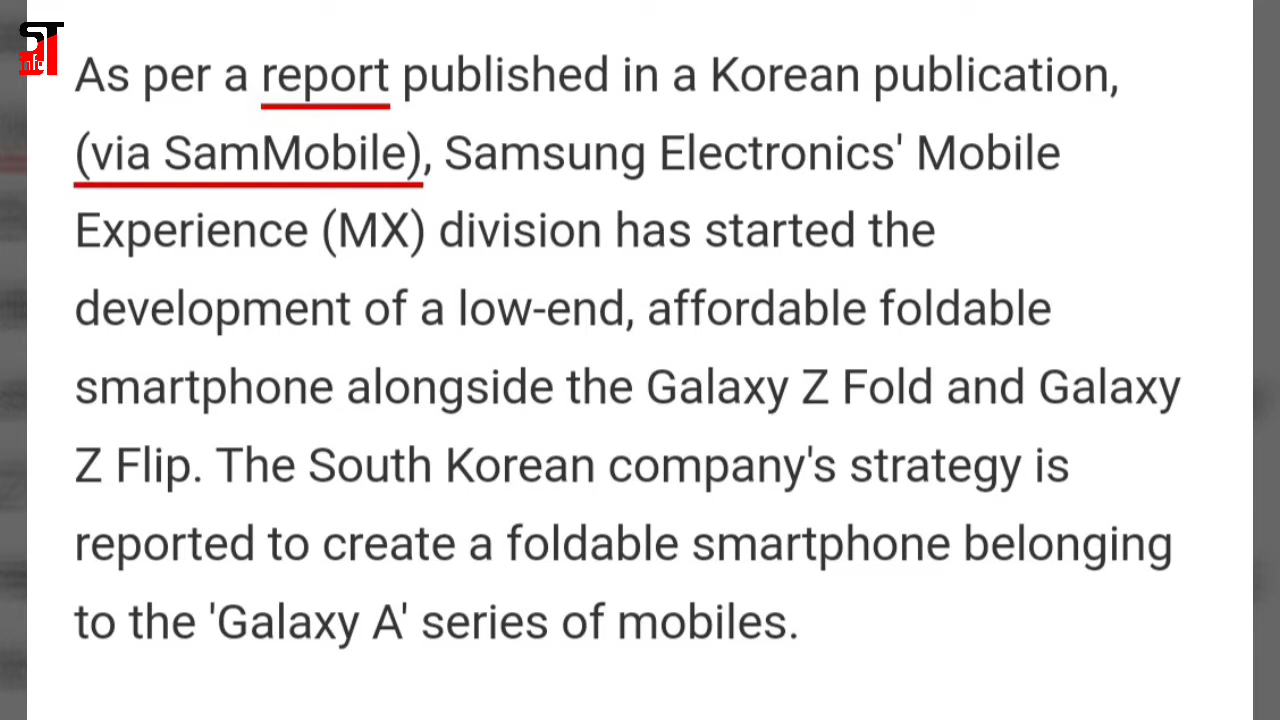 ST
info
As per a report published in a Korean publication,
(via SamMobile), Samsung Electronics' Mobile
Experience (MX) division has started the
development of a low-end, affordable foldable
smartphone alongside the Galaxy Z Fold and Galaxy
Z Flip. The South Korean company's strategy is
reported to create a foldable smartphone belonging
to the 'Galaxy A' series of mobiles.